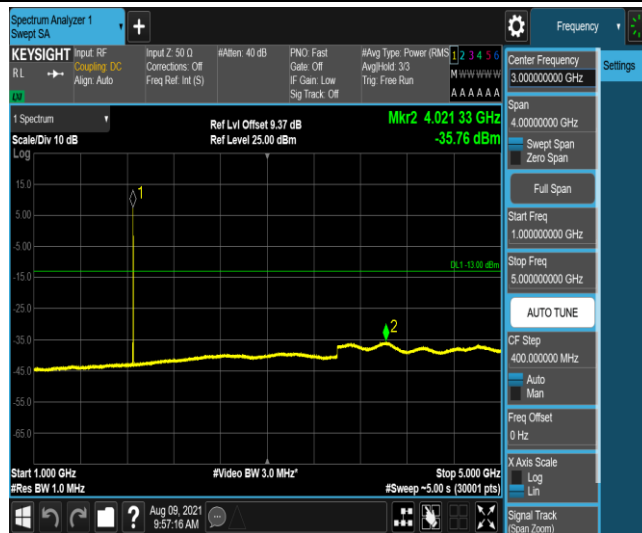 Spectrum Analyzer 1
Swept SA
Frequency
KEYSIGHT
RL
Input: RF
Coupling: DC
Align: Auto
Input Z: 50 Ω
Corrections: Off
Freq Ref: Int (S)
#Atten: 40 dB
PNO: Fast
Gate: Off
IF Gain: Low
Sig Track: Off
#Avg Type: Power (RMS
Avg|Hold: 3/3
Trig: Free Run
1 2 3 4 5 6
M W W W W W
A A A A A A
1 Spectrum
Scale/Div 10 dB
Log
Ref Lvl Offset 9.37 dB
Ref Level 25.00 dBm
Mkr2 4.021 33 GHz
-35.76 dBm
15.0
5.00
-5.00
-15.0
-25.0
-35.0
-45.0
-55.0
-65.0
1
DL1 -13.00 dBm
2
Start 1.000 GHz
#Res BW 1.0 MHz
#Video BW 3.0 MHz*
Stop 5.000 GHz
#Sweep ~5.00 s (30001 pts)
Aug 09, 2021
9:57:16 AM
Center Frequency
3.000000000 GHz
Span
4.00000000 GHz
Swept Span
Zero Span
Full Span
Start Freq
1.000000000 GHz
Stop Freq
5.000000000 GHz
AUTO TUNE
CF Step
400.000000 MHz
Auto
Man
Freq Offset
0 Hz
X Axis Scale
Log
Lin
Signal Track
(Span Zoom)
Settings